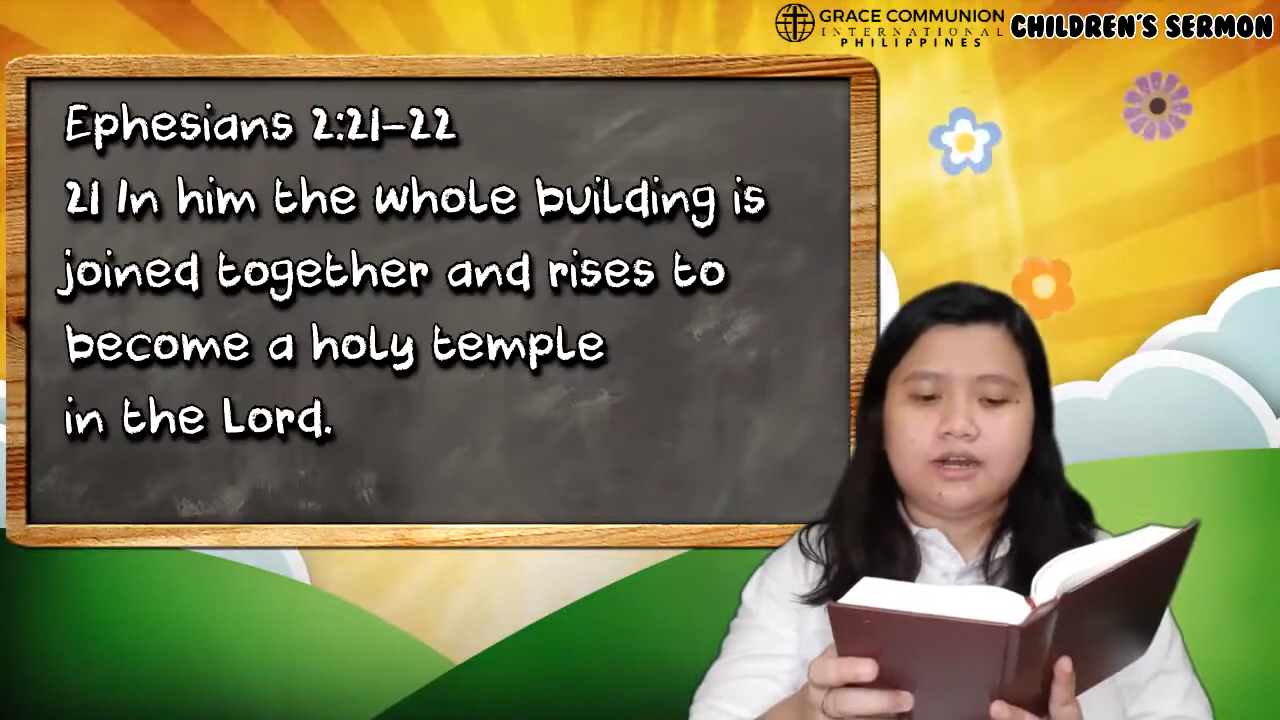 GRACE COMMUNION
INTERNATIONAL
PHILIPPINES
CHILDREN'S SERMON
Ephesians 2:21-22
21 In him the whole building is
joined together and rises to
become a holy temple
in the Lord.